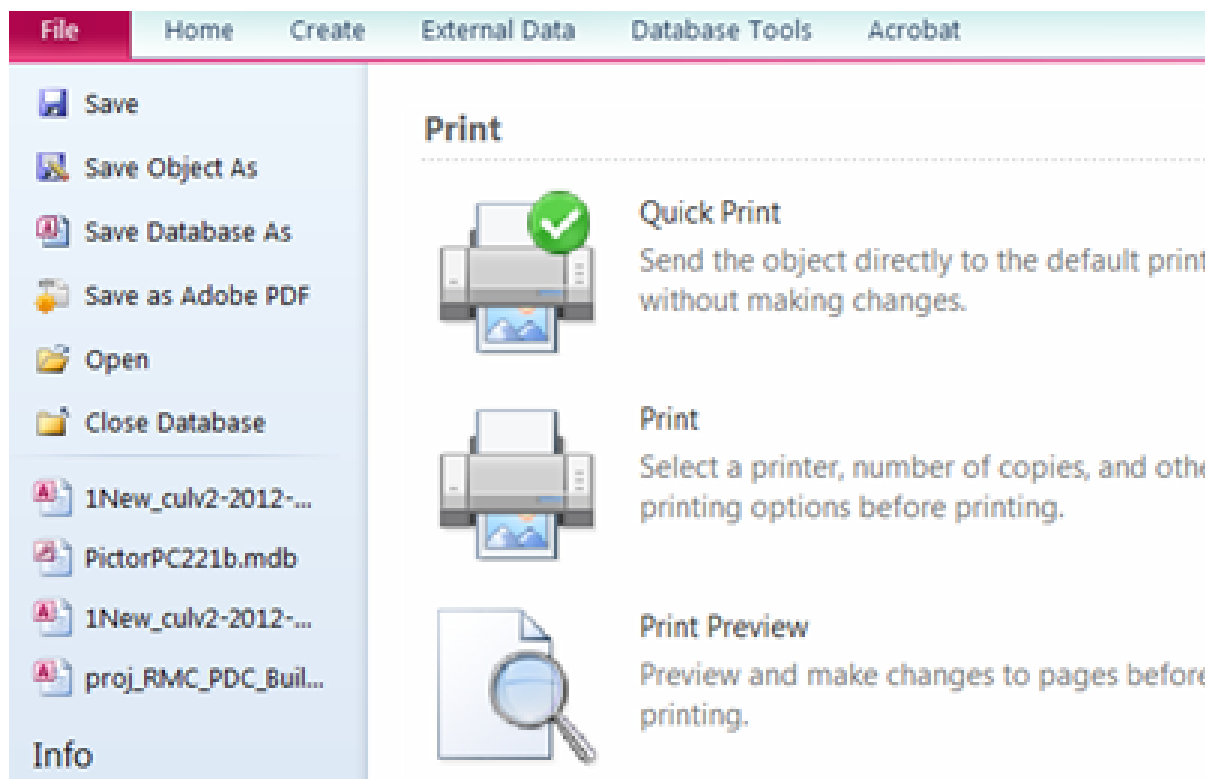 File Home Create External Data Database Tools Acrobat
Save
Save Object As
Save Database As
Save as Adobe PDF
Open
Close Database
1New_culv2-2012-...
PictorPC221b.mdb
1New_culv2-2012-...
proj_RMC_PDC_Buil...
Info
Print
Quick Print
Send the object directly to the default print
without making changes.
Print
Select a printer, number of copies, and othe
printing options before printing.
Print Preview
Preview and make changes to pages before
printing.